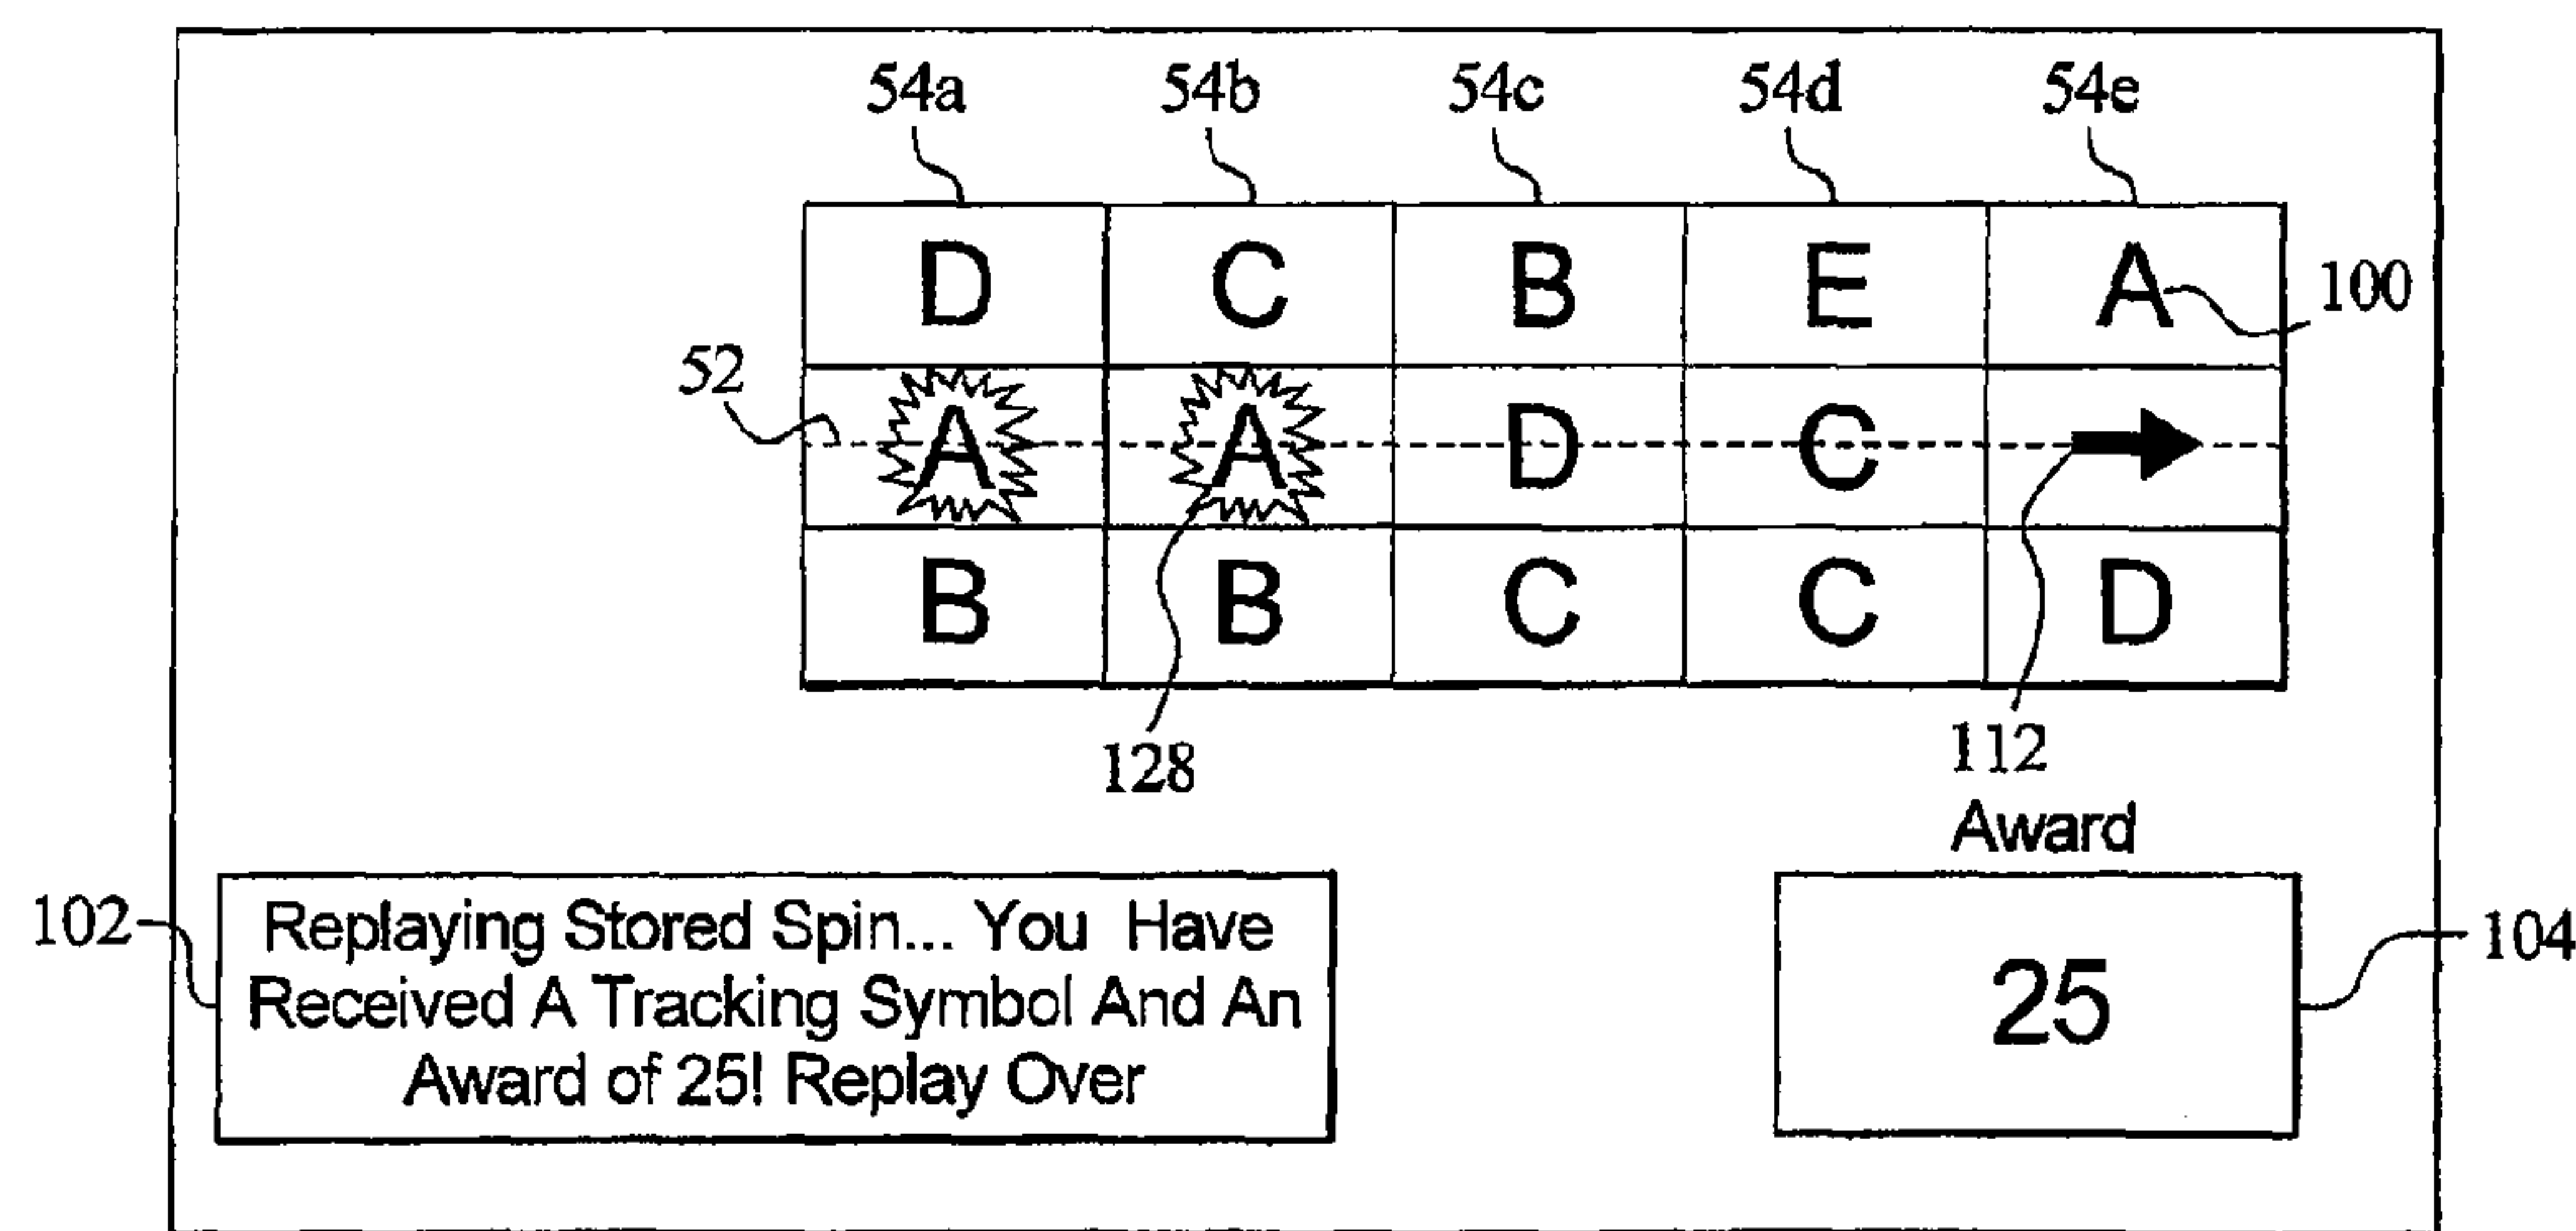 54a 54b 54c 54d 54e
D C B E A 100
52
A A D C
B B C C D
128 112
Award
102 Replaying Stored Spin... You Have
Received A Tracking Symbol And An
Award of 25! Replay Over
25 104